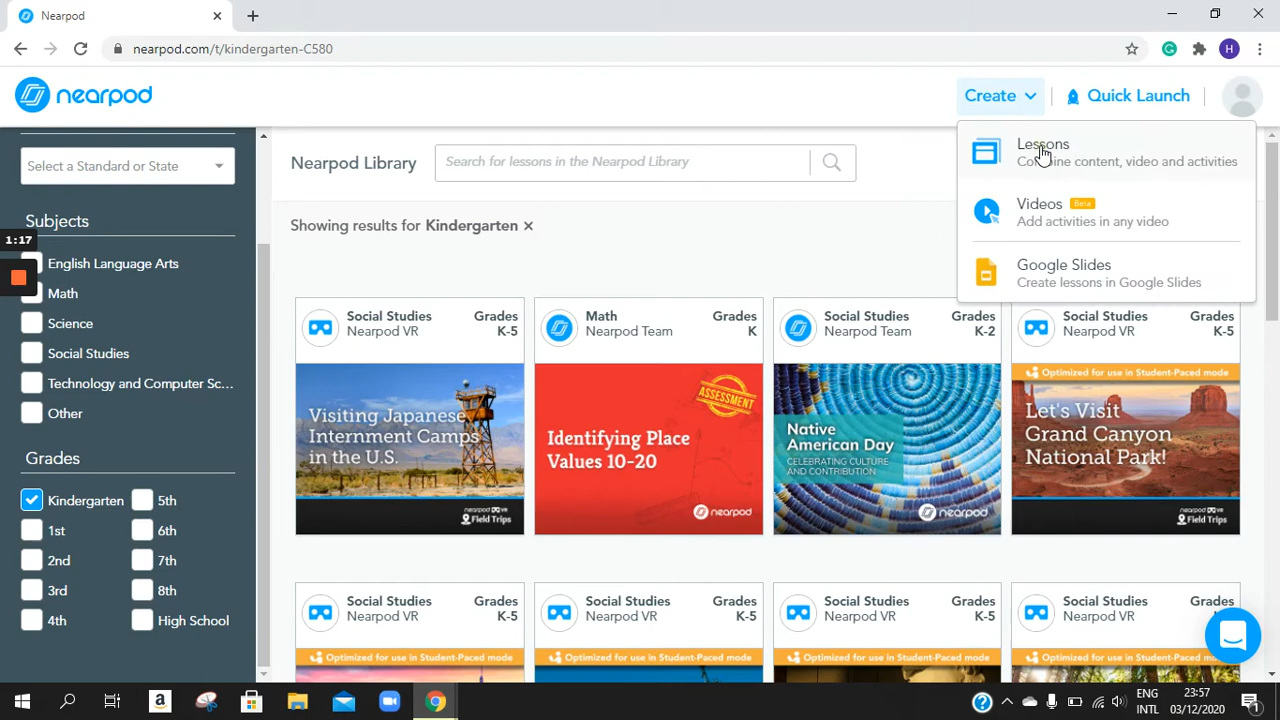 Nearpod
nearpod.com/t/kindergarten-C580
H
nearpod
Create
Quick Launch
Select a Standard or State
Nearpod Library
Search for lessons in the Nearpod Library
Lessons
Combine content, video and activities
Videos Beta
Add activities in any video
Google Slides
Create lessons in Google Slides
Subjects
Showing results for Kindergarten ×
1:17
English Language Arts
Math
Science
Social Studies
Technology and Computer Sc...
Other
Grades
Kindergarten 5th
1st 6th
2nd 7th
3rd 8th
4th High School
Social Studies Grades
Nearpod VR K-5
Visiting Japanese
Internment Camps
in the U.S.
nearpod VR
Field Trips
Math Grades
Nearpod Team K
ASSESSMENT
Identifying Place
Values 10-20
nearpod
Social Studies Grades
Nearpod Team K-2
Native
American Day
CELEBRATING CULTURE
AND CONTRIBUTION
nearpod
Social Studies Grades
Nearpod VR K-5
Optimized for use in Student-Paced mode
Let's Visit
Grand Canyon
National Park!
nearpod VR
Field Trips
Social Studies Grades
Nearpod VR K-5
Optimized for use in Student-Paced mode
Social Studies Grades
Nearpod VR K-5
Optimized for use in Student-Paced mode
Social Studies Grades
Nearpod VR K-5
Optimized for use in Student-Paced mode
Social Studies Grades
Nearpod VR K-5
Optimized for use in Student-Paced mode
ENG
INTL
23:57
03/12/2020